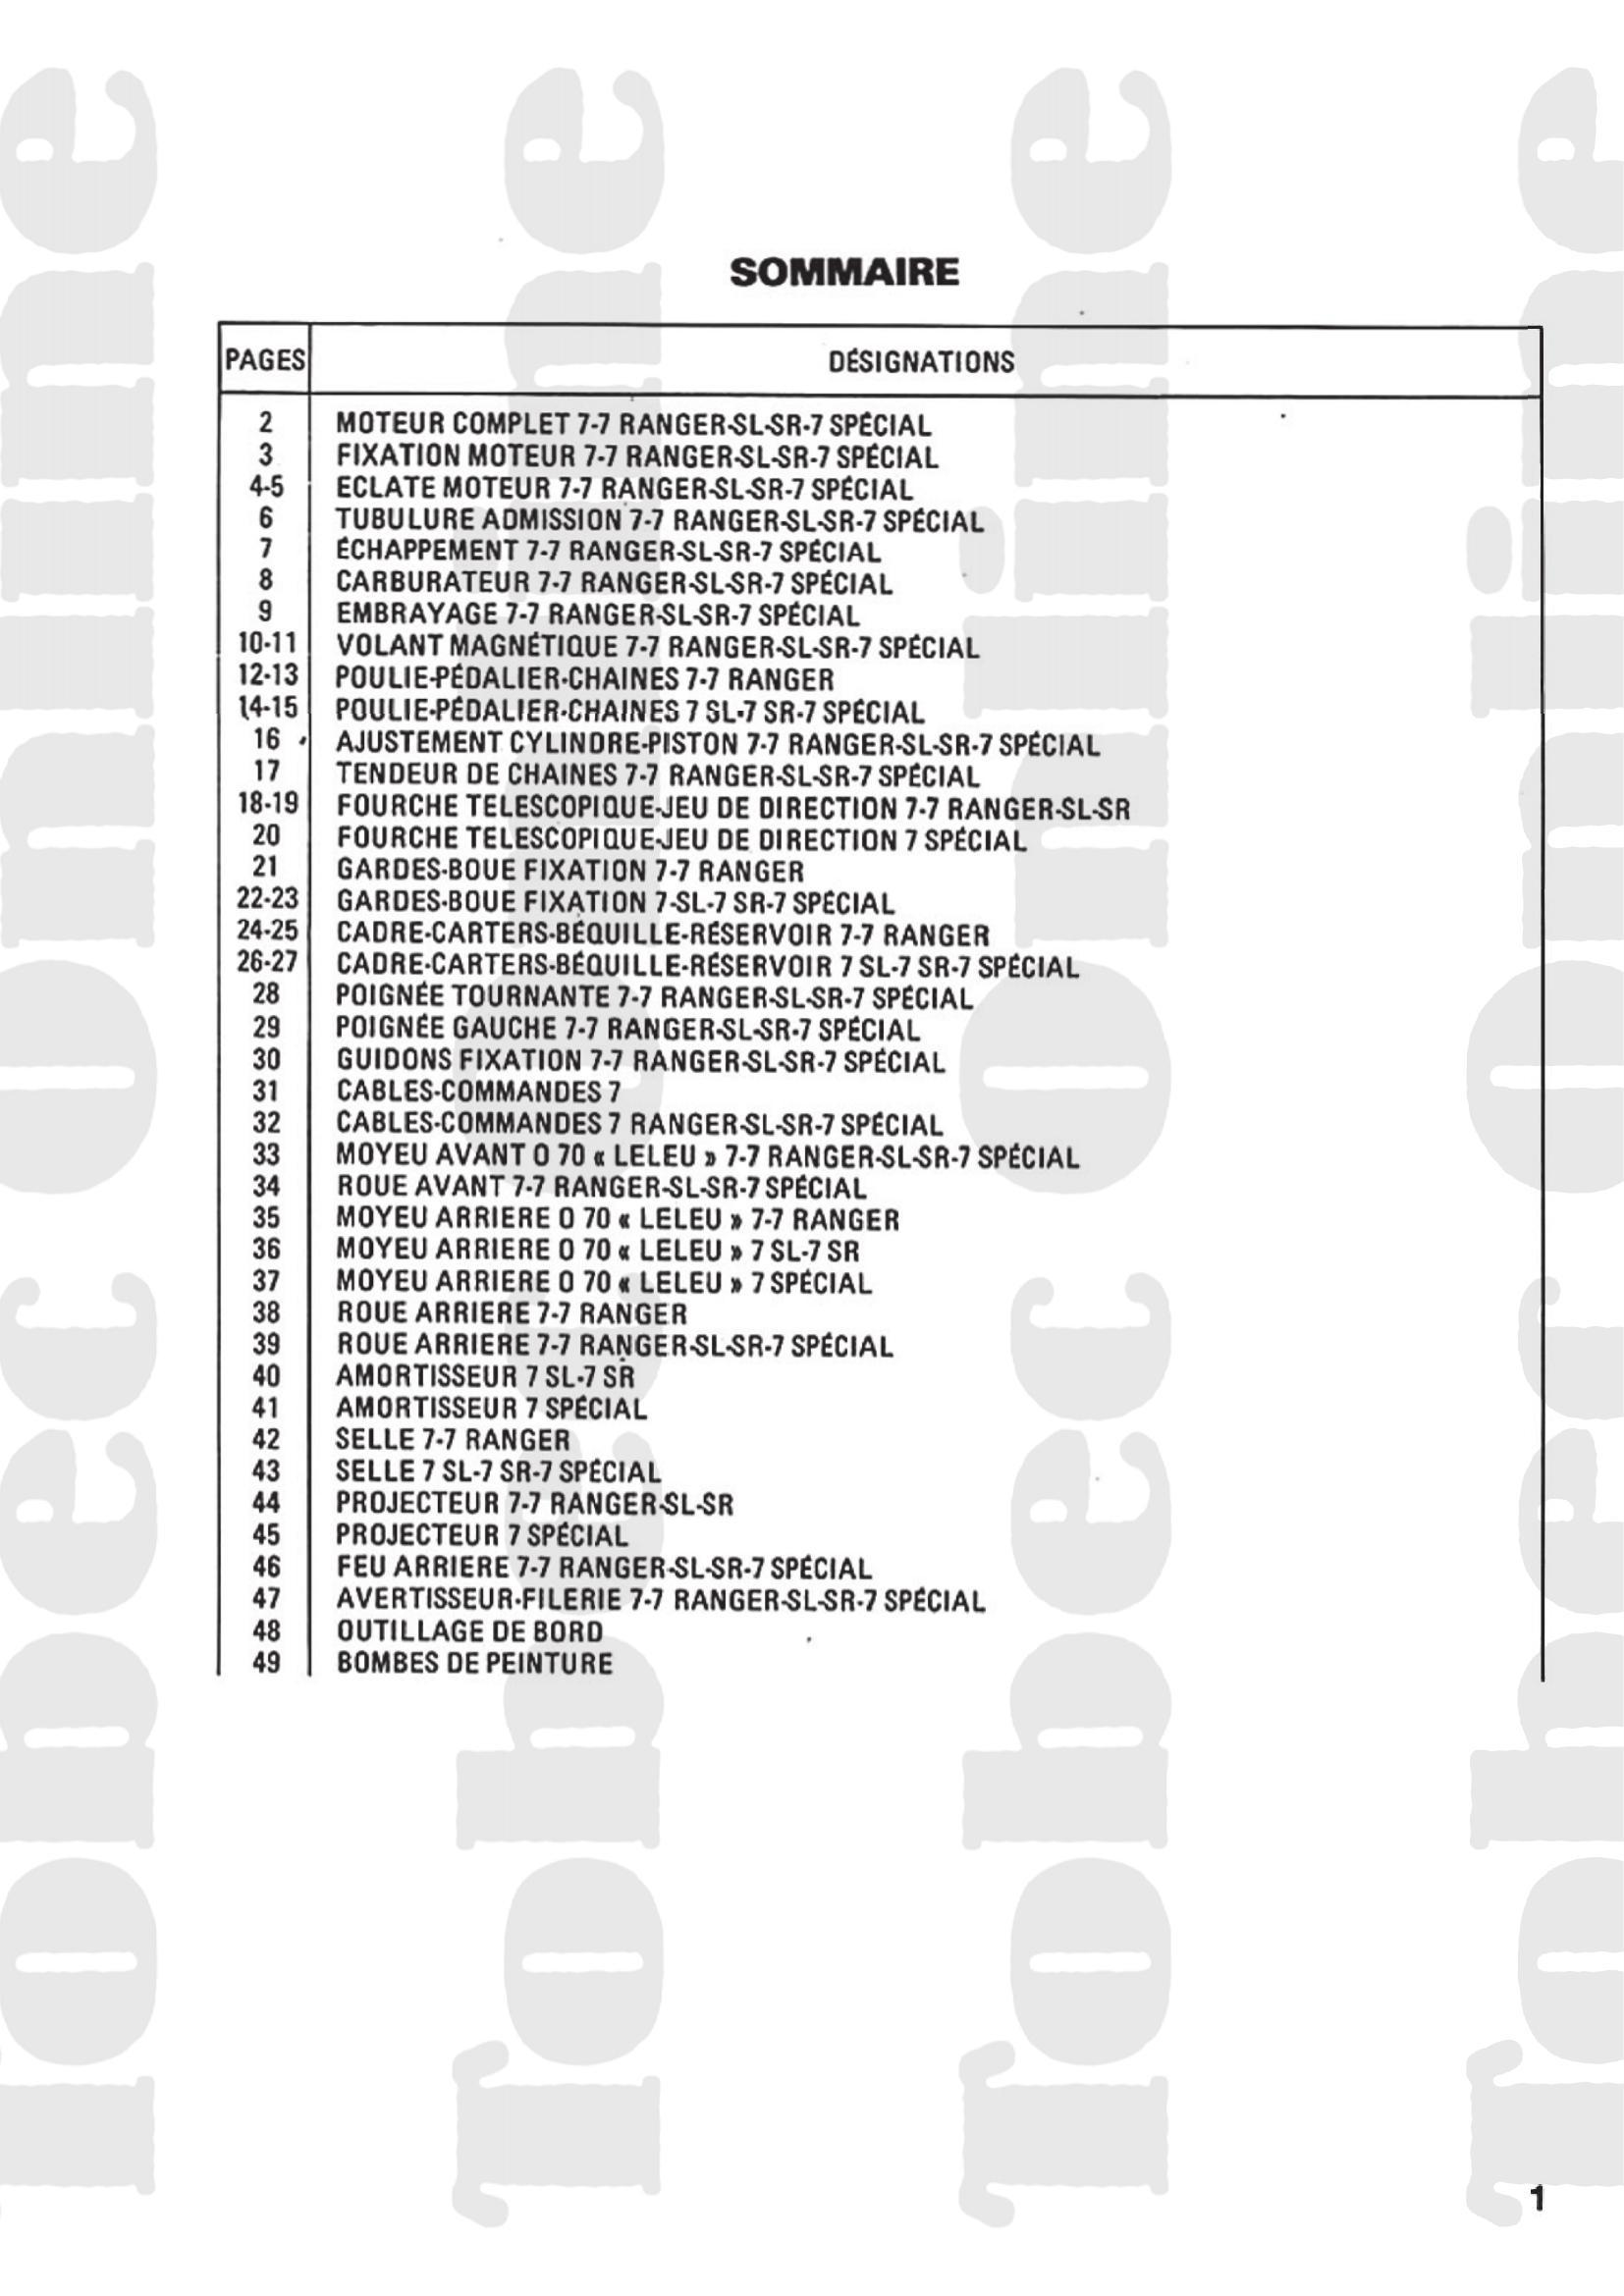 SOMMAIRE
PAGES DÉSIGNATIONS
2 MOTEUR COMPLET 7-7 RANGER-SL-SR-7 SPÉCIAL
3 FIXATION MOTEUR 7-7 RANGER-SL-SR-7 SPÉCIAL
4-5 ECLATE MOTEUR 7-7 RANGER-SL-SR-7 SPÉCIAL
6 TUBULURE ADMISSION 7-7 RANGER-SL-SR-7 SPÉCIAL
7 ÉCHAPPEMENT 7-7 RANGER-SL-SR-7 SPÉCIAL
8 CARBURATEUR 7-7 RANGER-SL-SR-7 SPÉCIAL
9 EMBRAYAGE 7-7 RANGER-SL-SR-7 SPÉCIAL
10-11 VOLANT MAGNÉTIQUE 7-7 RANGER-SL-SR-7 SPÉCIAL
12-13 POULIE-PÉDALIER-CHAINES 7-7 RANGER
14-15 POULIE-PÉDALIER-CHAINES 7 SL-7 SR-7 SPÉCIAL
16 AJUSTEMENT CYLINDRE-PISTON 7-7 RANGER-SL-SR-7 SPÉCIAL
17 TENDEUR DE CHAINES 7-7 RANGER-SL-SR-7 SPÉCIAL
18-19 FOURCHE TELESCOPIQUE-JEU DE DIRECTION 7-7 RANGER-SL-SR
20 FOURCHE TELESCOPIQUE-JEU DE DIRECTION 7 SPÉCIAL
21 GARDES-BOUE FIXATION 7-7 RANGER
22-23 GARDES-BOUE FIXATION 7-SL-7 SR-7 SPÉCIAL
24-25 CADRE-CARTERS-BÉQUILLE-RÉSERVOIR 7-7 RANGER
26-27 CADRE-CARTERS-BÉQUILLE-RÉSERVOIR 7 SL-7 SR-7 SPÉCIAL
28 POIGNÉE TOURNANTE 7-7 RANGER-SL-SR-7 SPÉCIAL
29 POIGNÉE GAUCHE 7-7 RANGER-SL-SR-7 SPÉCIAL
30 GUIDONS FIXATION 7-7 RANGER-SL-SR-7 SPÉCIAL
31 CABLES-COMMANDES 7
32 CABLES-COMMANDES 7 RANGER-SL-SR-7 SPÉCIAL
33 MOYEU AVANT O 70 « LELEU » 7-7 RANGER-SL-SR-7 SPÉCIAL
34 ROUE AVANT 7-7 RANGER-SL-SR-7 SPÉCIAL
35 MOYEU ARRIERE O 70 « LELEU » 7-7 RANGER
36 MOYEU ARRIERE O 70 « LELEU » 7 SL-7 SR
37 MOYEU ARRIERE O 70 « LELEU » 7 SPÉCIAL
38 ROUE ARRIERE 7-7 RANGER
39 ROUE ARRIERE 7-7 RANGER-SL-SR-7 SPÉCIAL
40 AMORTISSEUR 7 SL-7 SR
41 AMORTISSEUR 7 SPÉCIAL
42 SELLE 7-7 RANGER
43 SELLE 7 SL-7 SR-7 SPÉCIAL
44 PROJECTEUR 7-7 RANGER-SL-SR
45 PROJECTEUR 7 SPÉCIAL
46 FEU ARRIERE 7-7 RANGER-SL-SR-7 SPÉCIAL
47 AVERTISSEUR-FILERIE 7-7 RANGER-SL-SR-7 SPÉCIAL
48 OUTILLAGE DE BORD
49 BOMBES DE PEINTURE
1